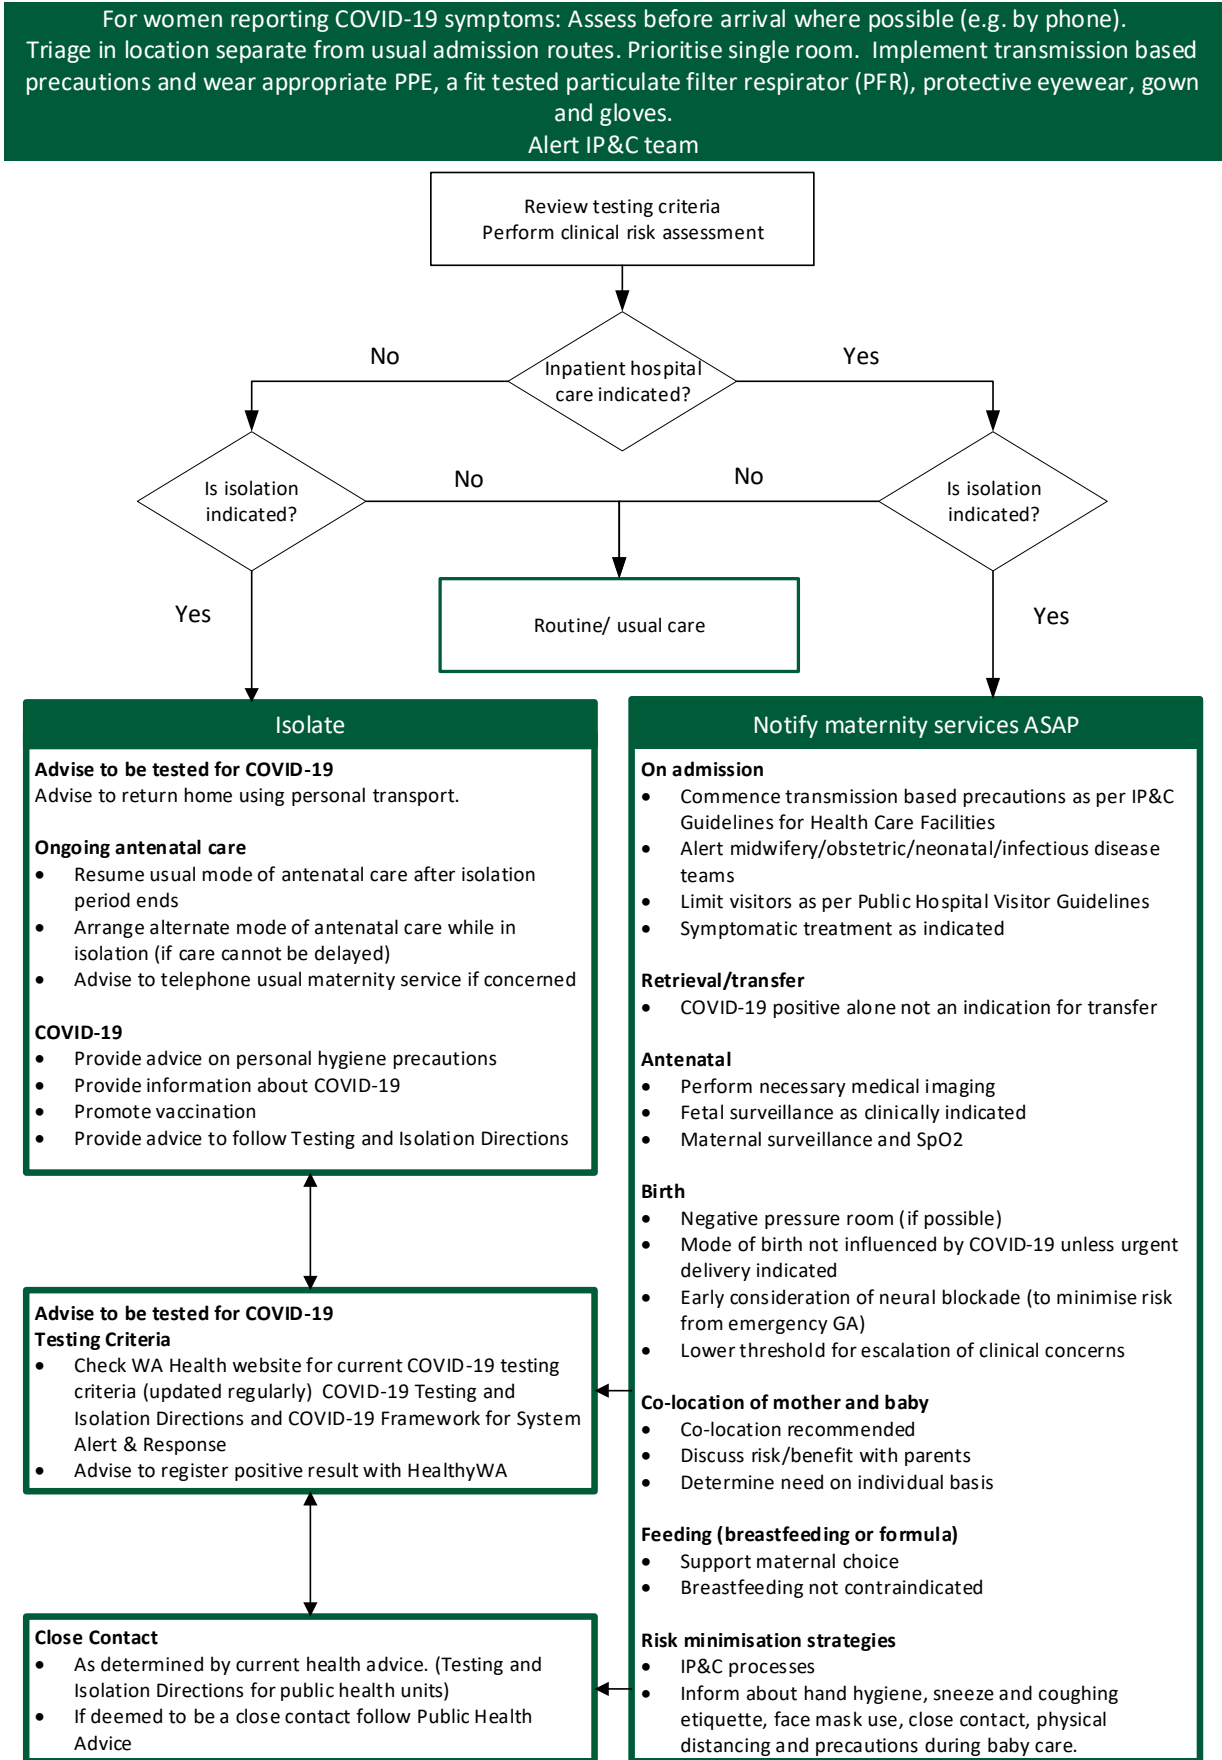 For women reporting COVID-19 symptoms: Assess before arrival where possible (e.g. by phone).
Triage in location separate from usual admission routes. Prioritise single room. Implement transmission based
precautions and wear appropriate PPE, a fit tested particulate filter respirator (PFR), protective eyewear, gown
and gloves.
Alert IP&C team
Review testing criteria
Perform clinical risk assessment
Inpatient hospital
care indicated?
No
Yes
Is isolation
indicated?
No
No
Is isolation
indicated?
Yes
Routine/ usual care
Yes
Isolate
Advise to be tested for COVID-19
Advise to return home using personal transport.
Ongoing antenatal care
• Resume usual mode of antenatal care after isolation
period ends
• Arrange alternate mode of antenatal care while in
isolation (if care cannot be delayed)
• Advise to telephone usual maternity service if concerned
COVID-19
• Provide advice on personal hygiene precautions
• Provide information about COVID-19
• Promote vaccination
• Provide advice to follow Testing and Isolation Directions
Advise to be tested for COVID-19
Testing Criteria
• Check WA Health website for current COVID-19 testing
criteria (updated regularly) COVID-19 Testing and
Isolation Directions and COVID-19 Framework for System
Alert & Response
• Advise to register positive result with HealthyWA
Close Contact
• As determined by current health advice. (Testing and
Isolation Directions for public health units)
• If deemed to be a close contact follow Public Health
Advice
Notify maternity services ASAP
On admission
• Commence transmission based precautions as per IP&C
Guidelines for Health Care Facilities
• Alert midwifery/obstetric/neonatal/infectious disease
teams
• Limit visitors as per Public Hospital Visitor Guidelines
• Symptomatic treatment as indicated
Retrieval/transfer
• COVID-19 positive alone not an indication for transfer
Antenatal
• Perform necessary medical imaging
• Fetal surveillance as clinically indicated
• Maternal surveillance and SpO2
Birth
• Negative pressure room (if possible)
• Mode of birth not influenced by COVID-19 unless urgent
delivery indicated
• Early consideration of neural blockade (to minimise risk
from emergency GA)
• Lower threshold for escalation of clinical concerns
Co-location of mother and baby
• Co-location recommended
• Discuss risk/benefit with parents
• Determine need on individual basis
Feeding (breastfeeding or formula)
• Support maternal choice
• Breastfeeding not contraindicated
Risk minimisation strategies
• IP&C processes
• Inform about hand hygiene, sneeze and coughing
etiquette, face mask use, close contact, physical
distancing and precautions during baby care.